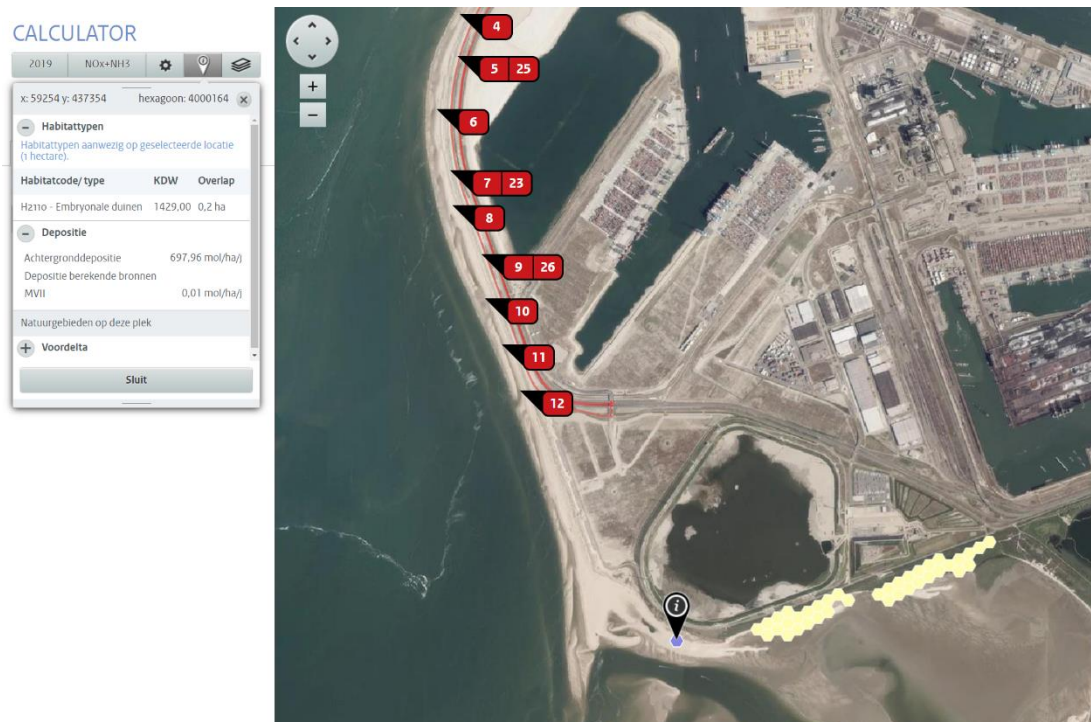 CALCULATOR
2019 NOx+NH3
x: 59254 y: 437354 hexagoon: 4000164
Habitattypen
Habitattypen aanwezig op geselecteerde locatie
(1 hectare).
Habitatcode/ type KDW Overlap
H2110 - Embryonale duinen 1429,00 0,2 ha
Depositie
Achtergronddepositie 697,96 mol/ha/j
Depositie berekende bronnen
MVII 0,01 mol/ha/j
Natuurgebieden op deze plek
Voordelta
Sluit
4
5 25
6
7 23
8
9 26
10
11
12
i